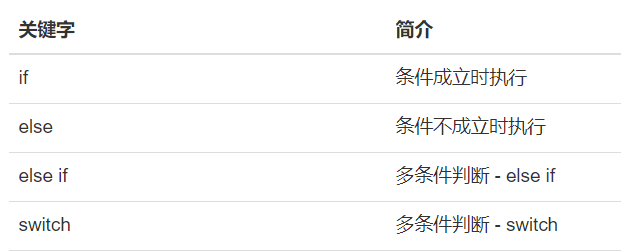 关键字 简介
if 条件成立时执行
else 条件不成立时执行
else if 多条件判断 - else if
switch 多条件判断 - switch